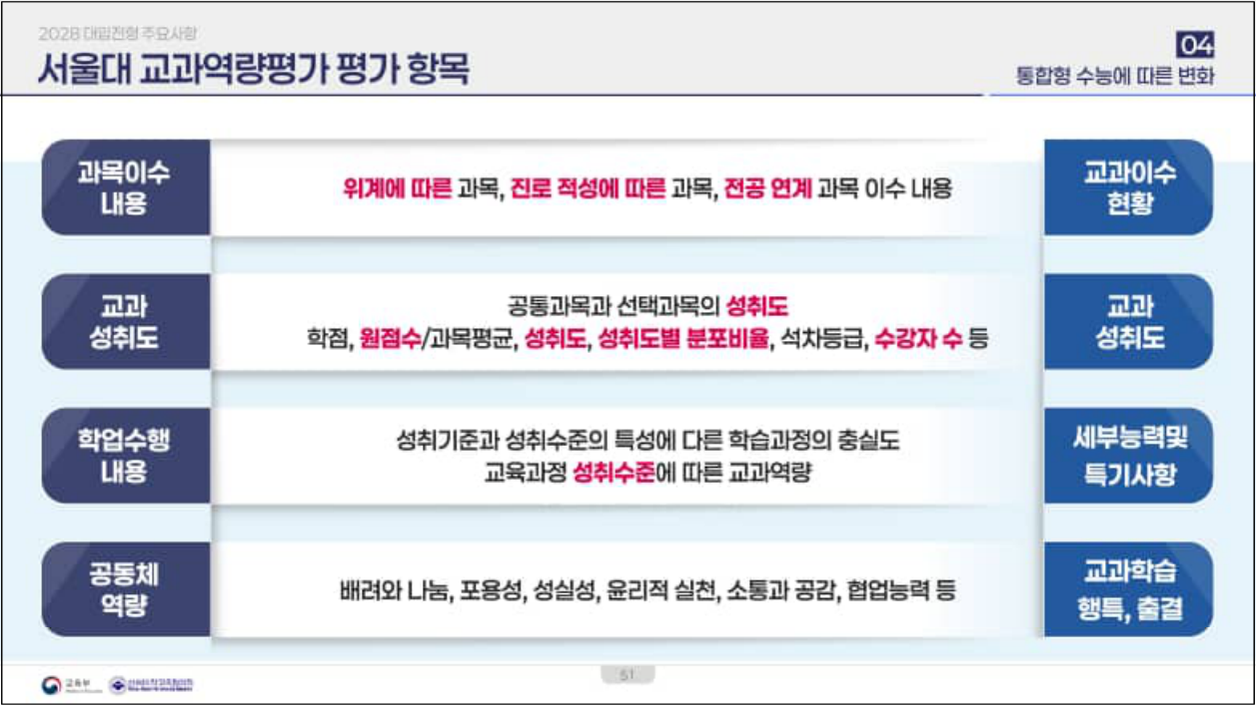 2028 대입전형 주요사항
서울대 교과역량평가 평가 항목
04
통합형 수능에 따른 변화
과목이수
내용
위계에 따른 과목, 진로 적성에 따른 과목, 전공 연계 과목 이수 내용
교과이수
현황
교과
성취도
공통과목과 선택과목의 성취도
학점, 원점수/과목평균, 성취도, 성취도별 분포비율, 석차등급, 수강자 수 등
교과
성취도
학업수행
내용
성취기준과 성취수준의 특성에 다른 학습과정의 충실도
교육과정 성취수준에 따른 교과역량
세부능력및
특기사항
공동체
역량
배려와 나눔, 포용성, 성실성, 윤리적 실천, 소통과 공감, 협업능력 등
교과학습
행특, 출결
교육부
51